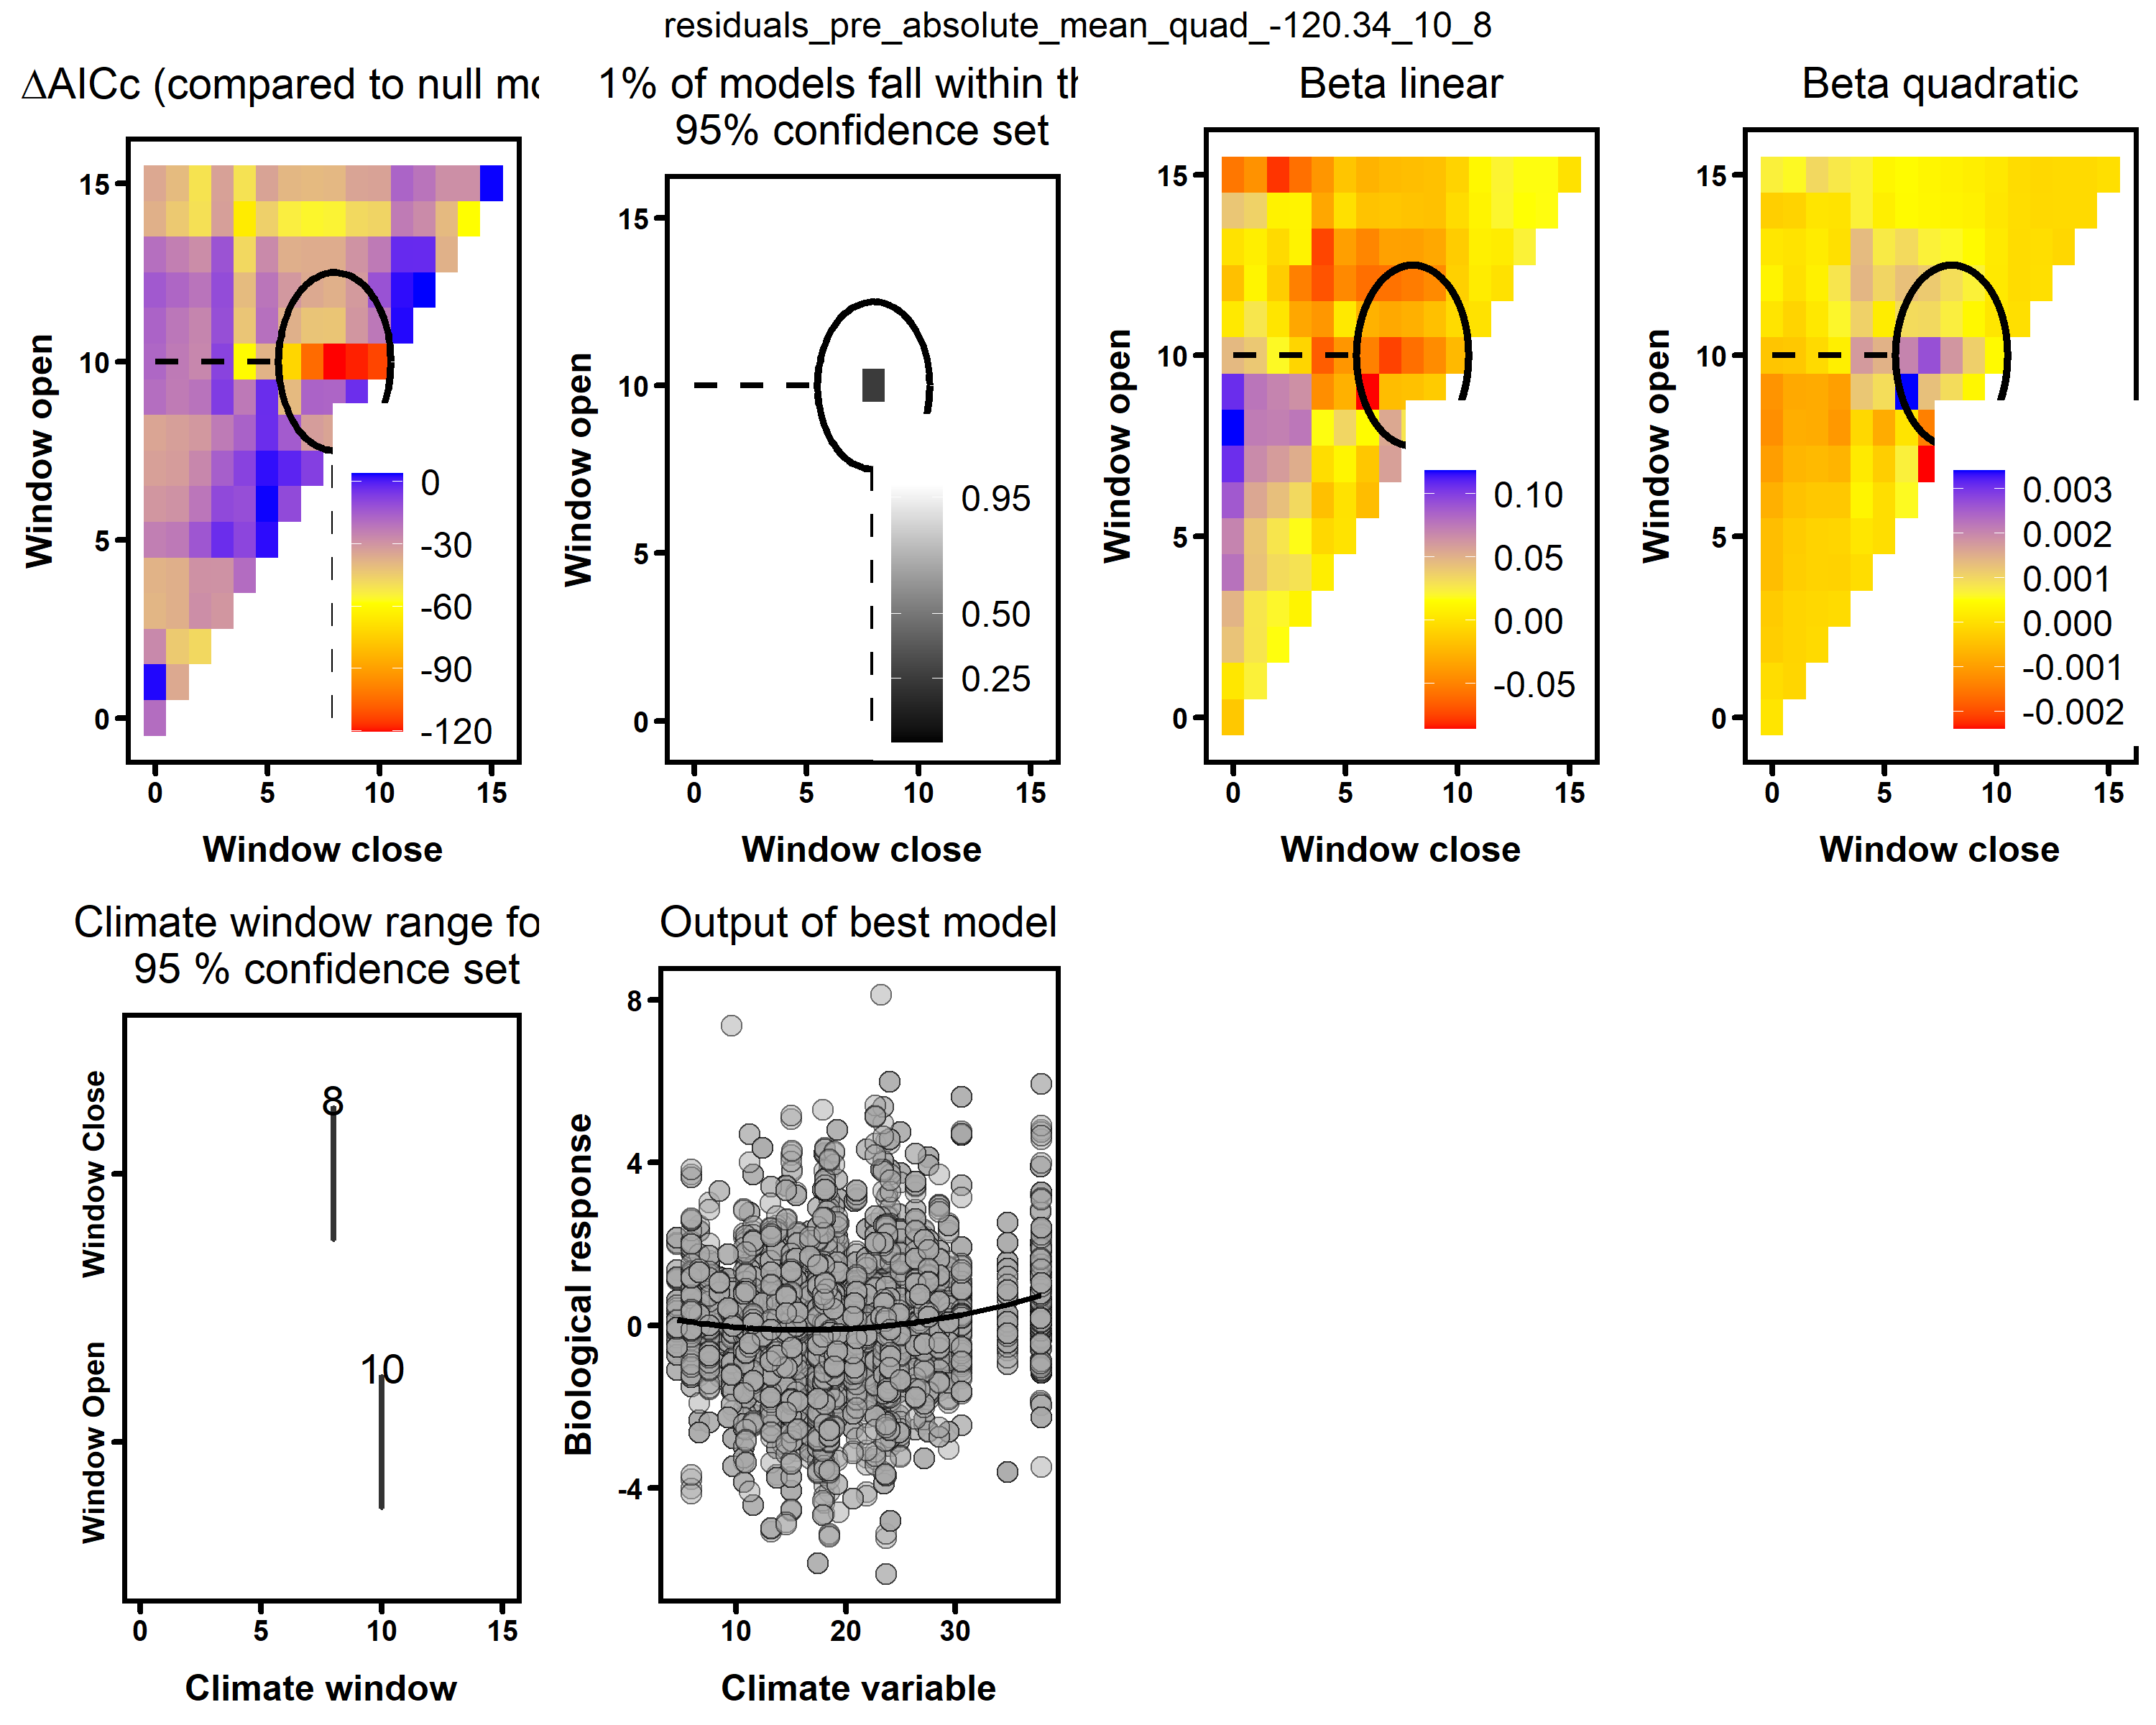 residuals_pre_absolute_mean_quad_-120.34_10_8
ΔAICc (compared to null mo
15
10
5
0
0
5
10
15
Window open
Window close
0
-30
-60
-90
-120
1% of models fall within th
95% confidence set
15
10
5
0
0
5
10
15
Window open
Window close
0.95
0.50
0.25
Beta linear
15
10
5
0
0
5
10
15
Window open
Window close
0.10
0.05
0.00
-0.05
Beta quadratic
15
10
5
0
0
5
10
15
Window open
Window close
0.003
0.002
0.001
0.000
-0.001
-0.002
Climate window range fo
95 % confidence set
Window Close
Window Open
8
10
0
5
10
15
Climate window
Output of best model
8
4
0
-4
10
20
30
Biological response
Climate variable